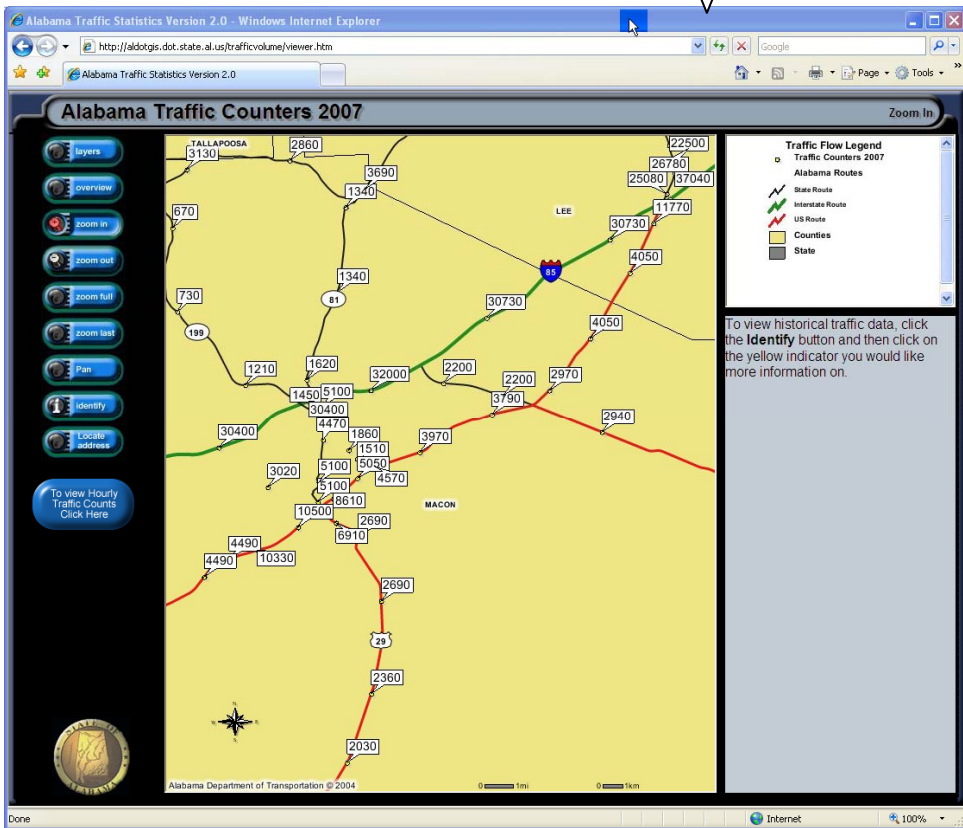 Alabama Traffic Statistics Version 2.0 - Windows Internet Explorer
http://aldotgis.dot.state.al.us/trafficvolume/viewer.htm
Google
Alabama Traffic Statistics Version 2.0
Page
Tools
Alabama Traffic Counters 2007
Zoom In
layers
overview
zoom in
zoom out
zoom full
zoom last
Pan
identify
Locate
address
To view Hourly
Traffic Counts
Click Here
STATE OF
ALABAMA
TALLAPOOSA
3130
2860
22500
3690
26780
1340
25080
37040
670
LEE
11770
30730
4050
1340
85
730
81
30730
199
4050
1210
1620
32000
2200
2200
2970
1450
5100
30400
3790
2940
4470
30400
1860
3970
1510
3020
5100
5050
4570
5100
8610
MACON
10500
2690
6910
4490
4490
10330
2690
29
2360
2030
N
Alabama Department of Transportation © 2004
0
1mi
0
1km
Traffic Flow Legend
Traffic Counters 2007
Alabama Routes
State Route
Interstate Route
US Route
Counties
State
To view historical traffic data, click
the Identify button and then click on
the yellow indicator you would like
more information on.
Done
Internet
100%